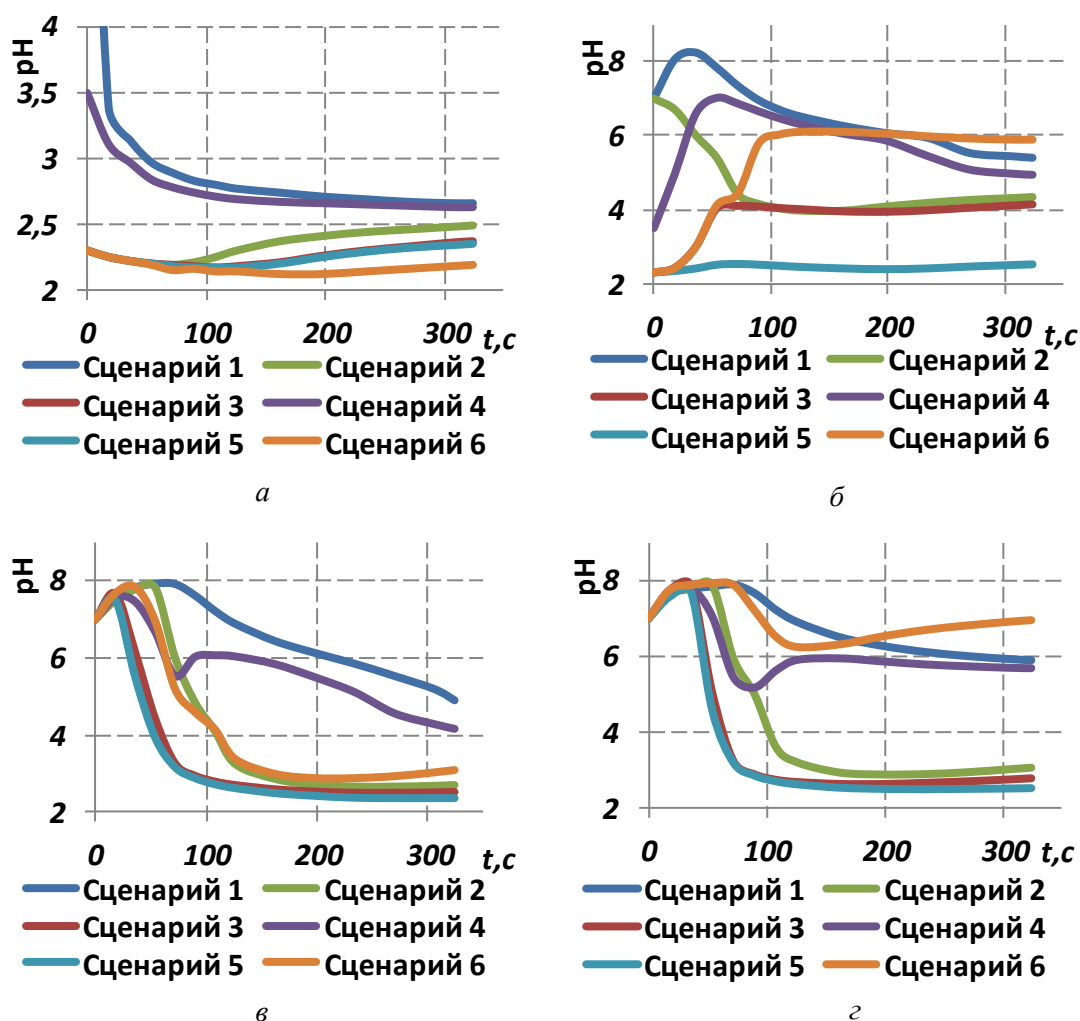 pH
4
3,5
3
2,5
2
0 100 200 300 t,c
Сценарий 1 Сценарий 2
Сценарий 3 Сценарий 4
Сценарий 5 Сценарий 6
а
pH
8
6
4
2
0 100 200 300 t,c
Сценарий 1 Сценарий 2
Сценарий 3 Сценарий 4
Сценарий 5 Сценарий 6
б
pH
8
6
4
2
0 100 200 300 t,c
Сценарий 1 Сценарий 2
Сценарий 3 Сценарий 4
Сценарий 5 Сценарий 6
в
pH
8
6
4
2
0 100 200 300 t,c
Сценарий 1 Сценарий 2
Сценарий 3 Сценарий 4
Сценарий 5 Сценарий 6
г